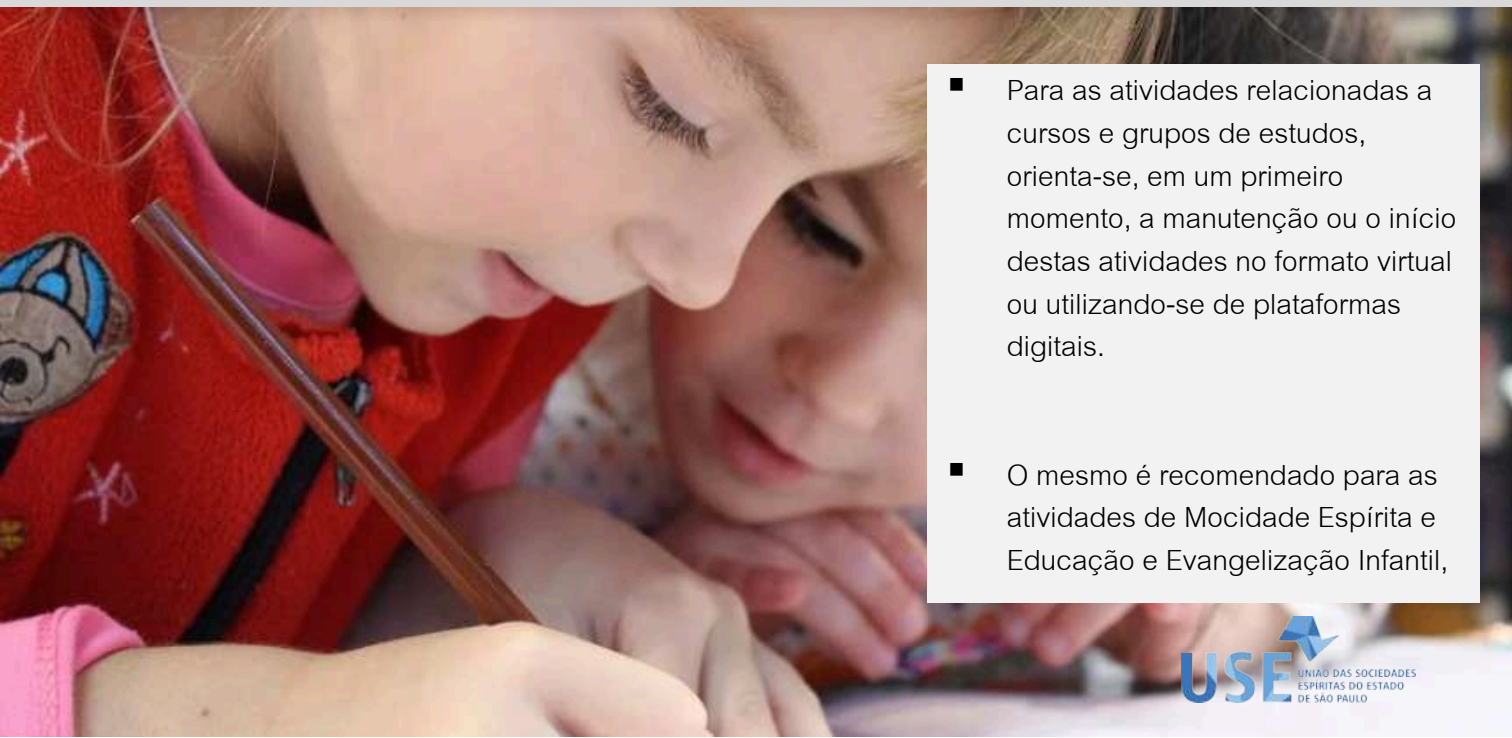 ▪ Para as atividades relacionadas a
cursos e grupos de estudos,
orienta-se, em um primeiro
momento, a manutenção ou o início
destas atividades no formato virtual
ou utilizando-se de plataformas
digitais.
▪ O mesmo é recomendado para as
atividades de Mocidade Espírita e
Educação e Evangelização Infantil,
USE
UNIÃO DAS SOCIEDADES
ESPÍRITAS DO ESTADO
DE SÃO PAULO